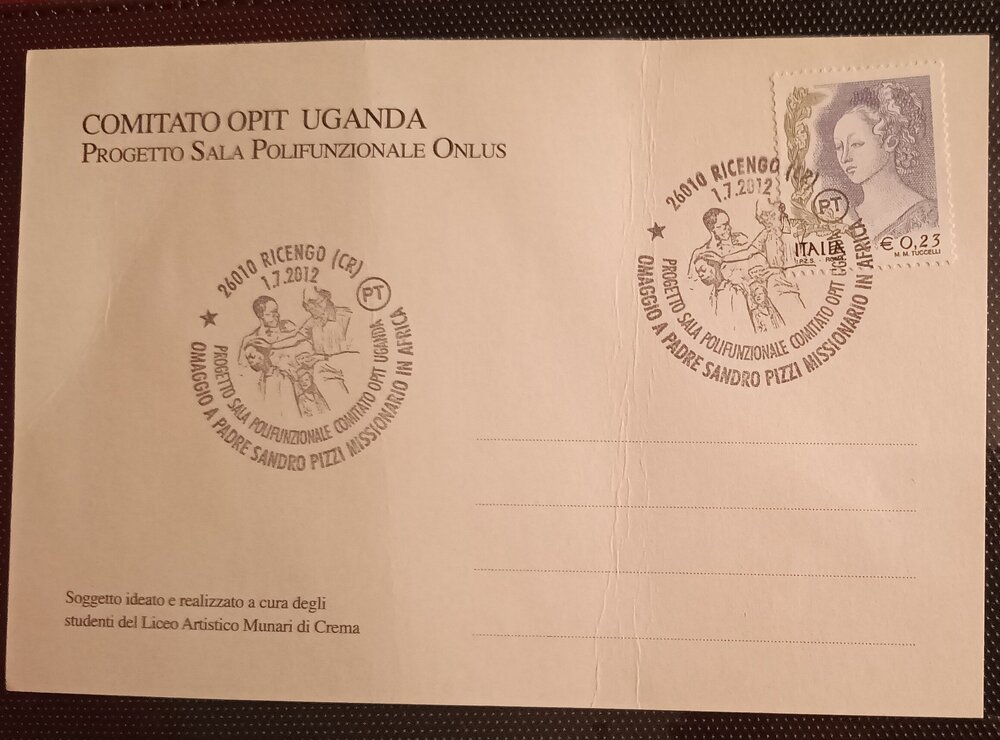 COMITATO OPIT UGANDA
PROGETTO SALA POLIFUNZIONALE ONLUS
ITALIA
€ 0,23
I.P.Z.S. - ROMA
M. M. TUCCELLI
26010 RICENGO (CR)
1.7.2012
PT
PROGETTO SALA POLIFUNZIONALE COMITATO OPIT UGANDA
OMAGGIO A PADRE SANDRO PIZZI MISSIONARIO IN AFRICA
26010 RICENGO (CR)
1.7.2012
PT
PROGETTO SALA POLIFUNZIONALE COMITATO OPIT UGANDA
OMAGGIO A PADRE SANDRO PIZZI MISSIONARIO IN AFRICA
Soggetto ideato e realizzato a cura degli
studenti del Liceo Artistico Munari di Crema